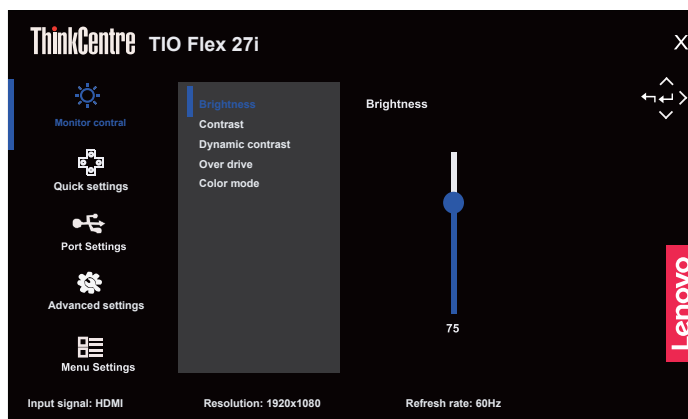 ThinkCentre TIO Flex 27i
X
Monitor contral
Quick settings
Port Settings
Advanced settings
Menu Settings
Brightness
Contrast
Dynamic contrast
Over drive
Color mode
Brightness
75
Lenovo
Input signal: HDMI
Resolution: 1920x1080
Refresh rate: 60Hz